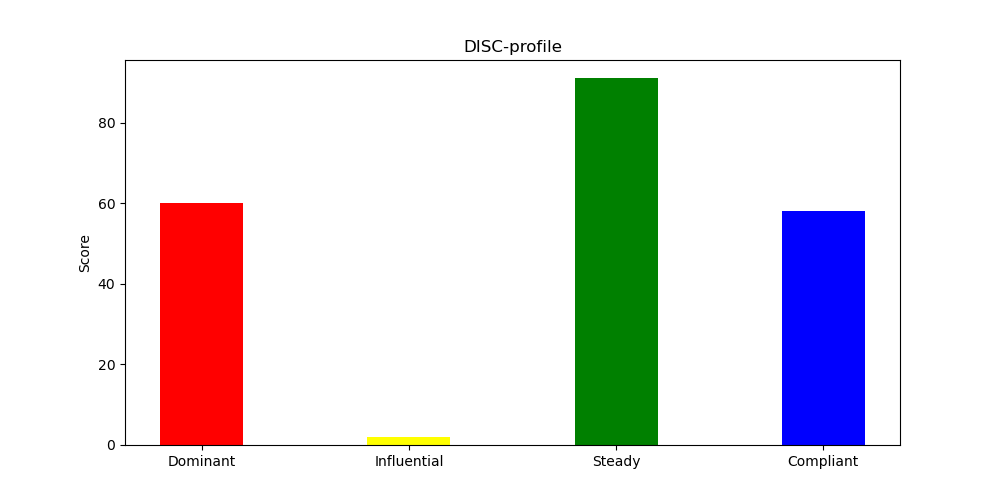 DISC-profile
Score
80
60
40
20
0
Dominant
Influential
Steady
Compliant